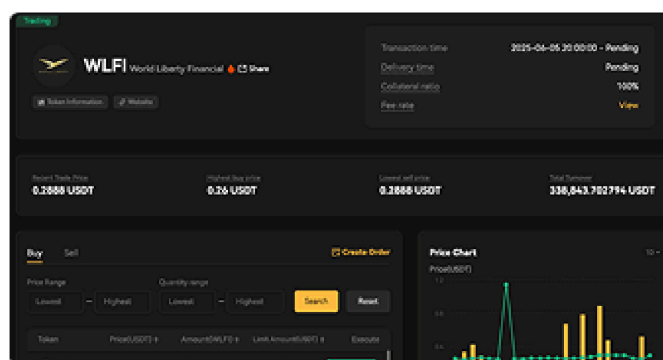 Trading
WLFI World Liberty Financial Share
Token Information Website
Transaction time 2025-06-05 20:00:00 - Pending
Delivery time Pending
Collateral ratio 100%
Fee rate View
Recent Trade Price Highest buy price Lowest sell price Total Turnover
0.2888 USDT 0.26 USDT 0.2888 USDT 338,843.702794 USDT
Buy Sell Create Order
Price Range Quantity range
Lowest – Highest Lowest – Highest Search Reset
Token Price(USDT) Amount(WLFI) Limit Amount(USDT) Execute
Price Chart
Price(USDT)
1.2